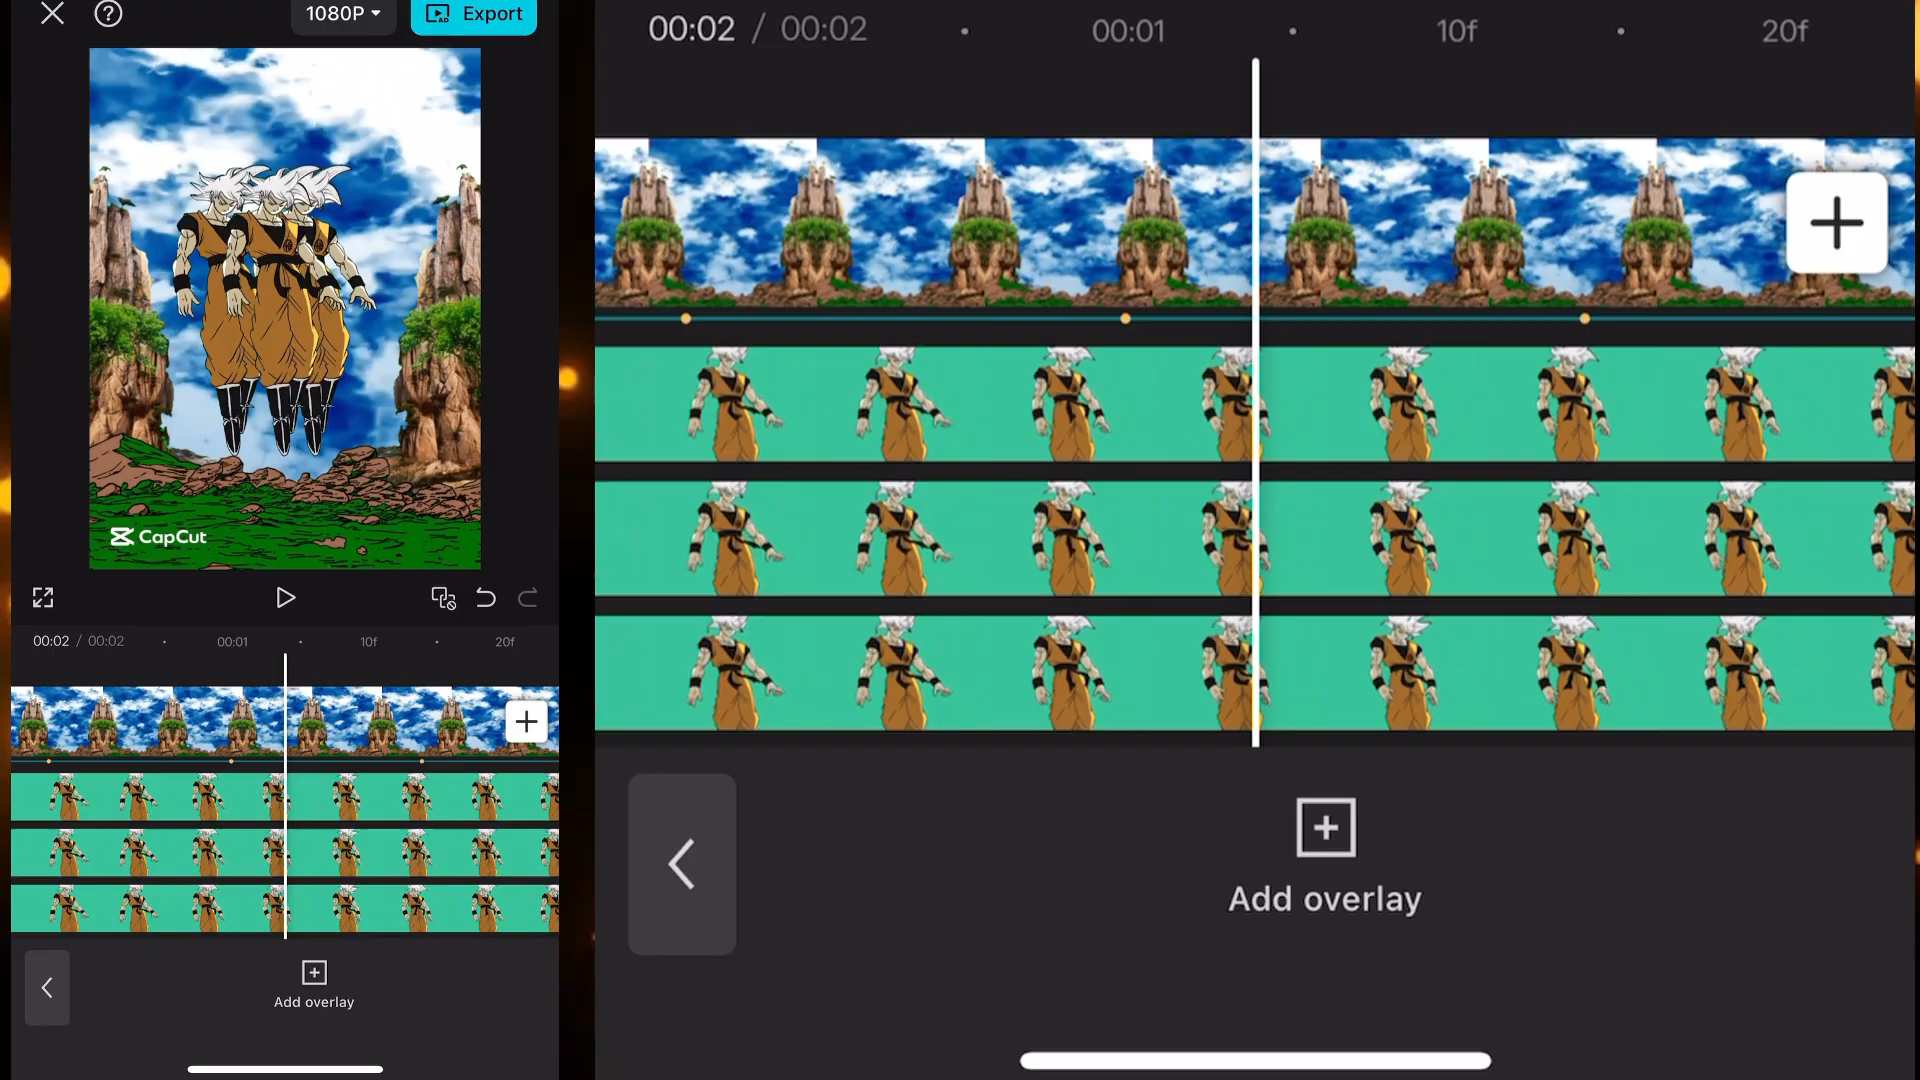 1080P
Export
CapCut
00:02 / 00:02
00:01
10f
20f
Add overlay
00:02 / 00:02
00:01
10f
20f
Add overlay